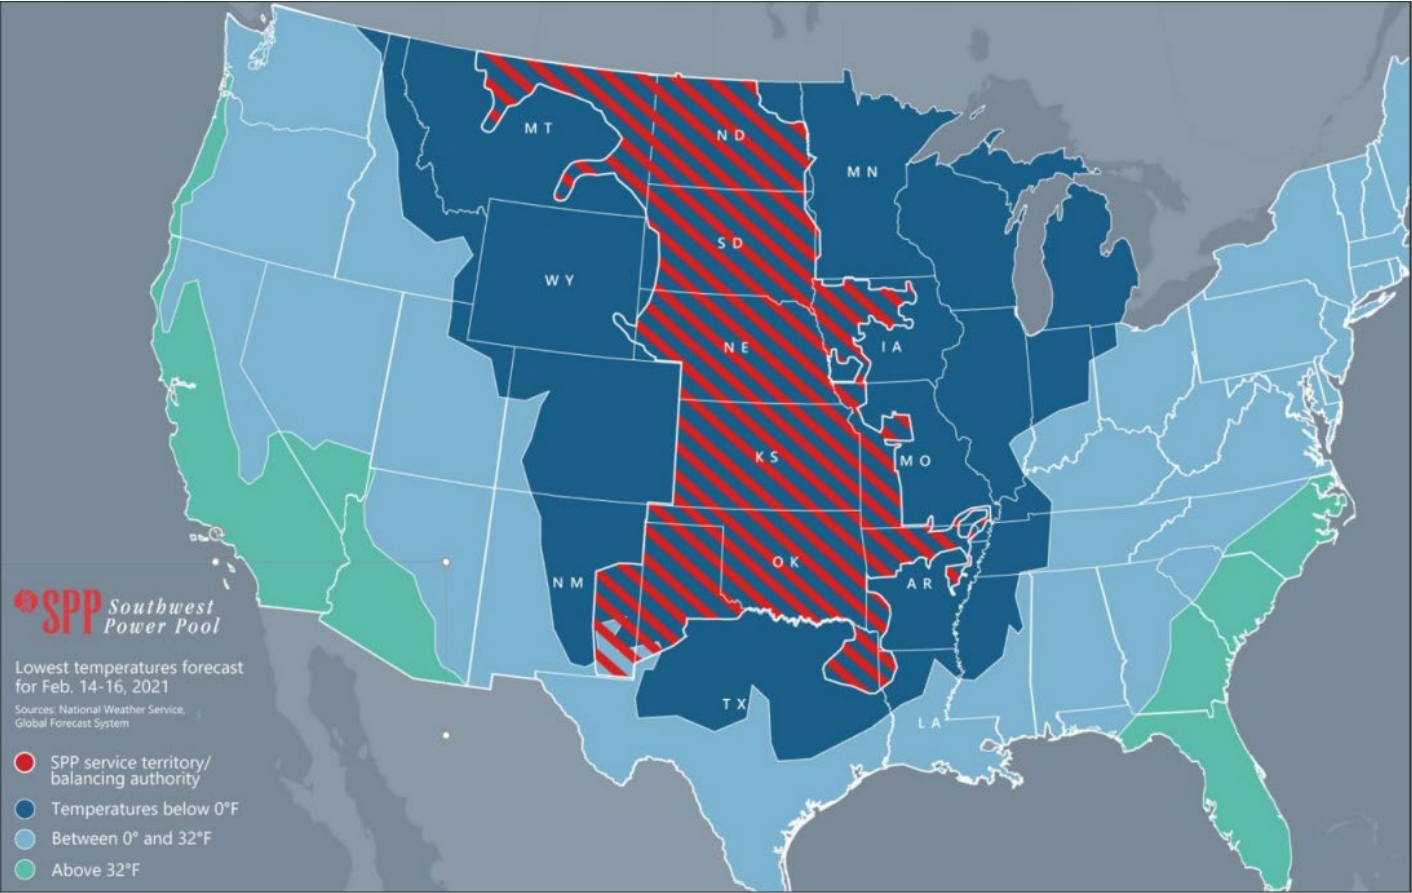 MT
ND
MN
SD
WY
IA
NE
KS
MO
OK
NM
AR
TX
LA
SPP Southwest
Power Pool
Lowest temperatures forecast
for Feb. 14-16, 2021
Sources: National Weather Service,
Global Forecast System
SPP service territory/
balancing authority
Temperatures below 0°F
Between 0° and 32°F
Above 32°F